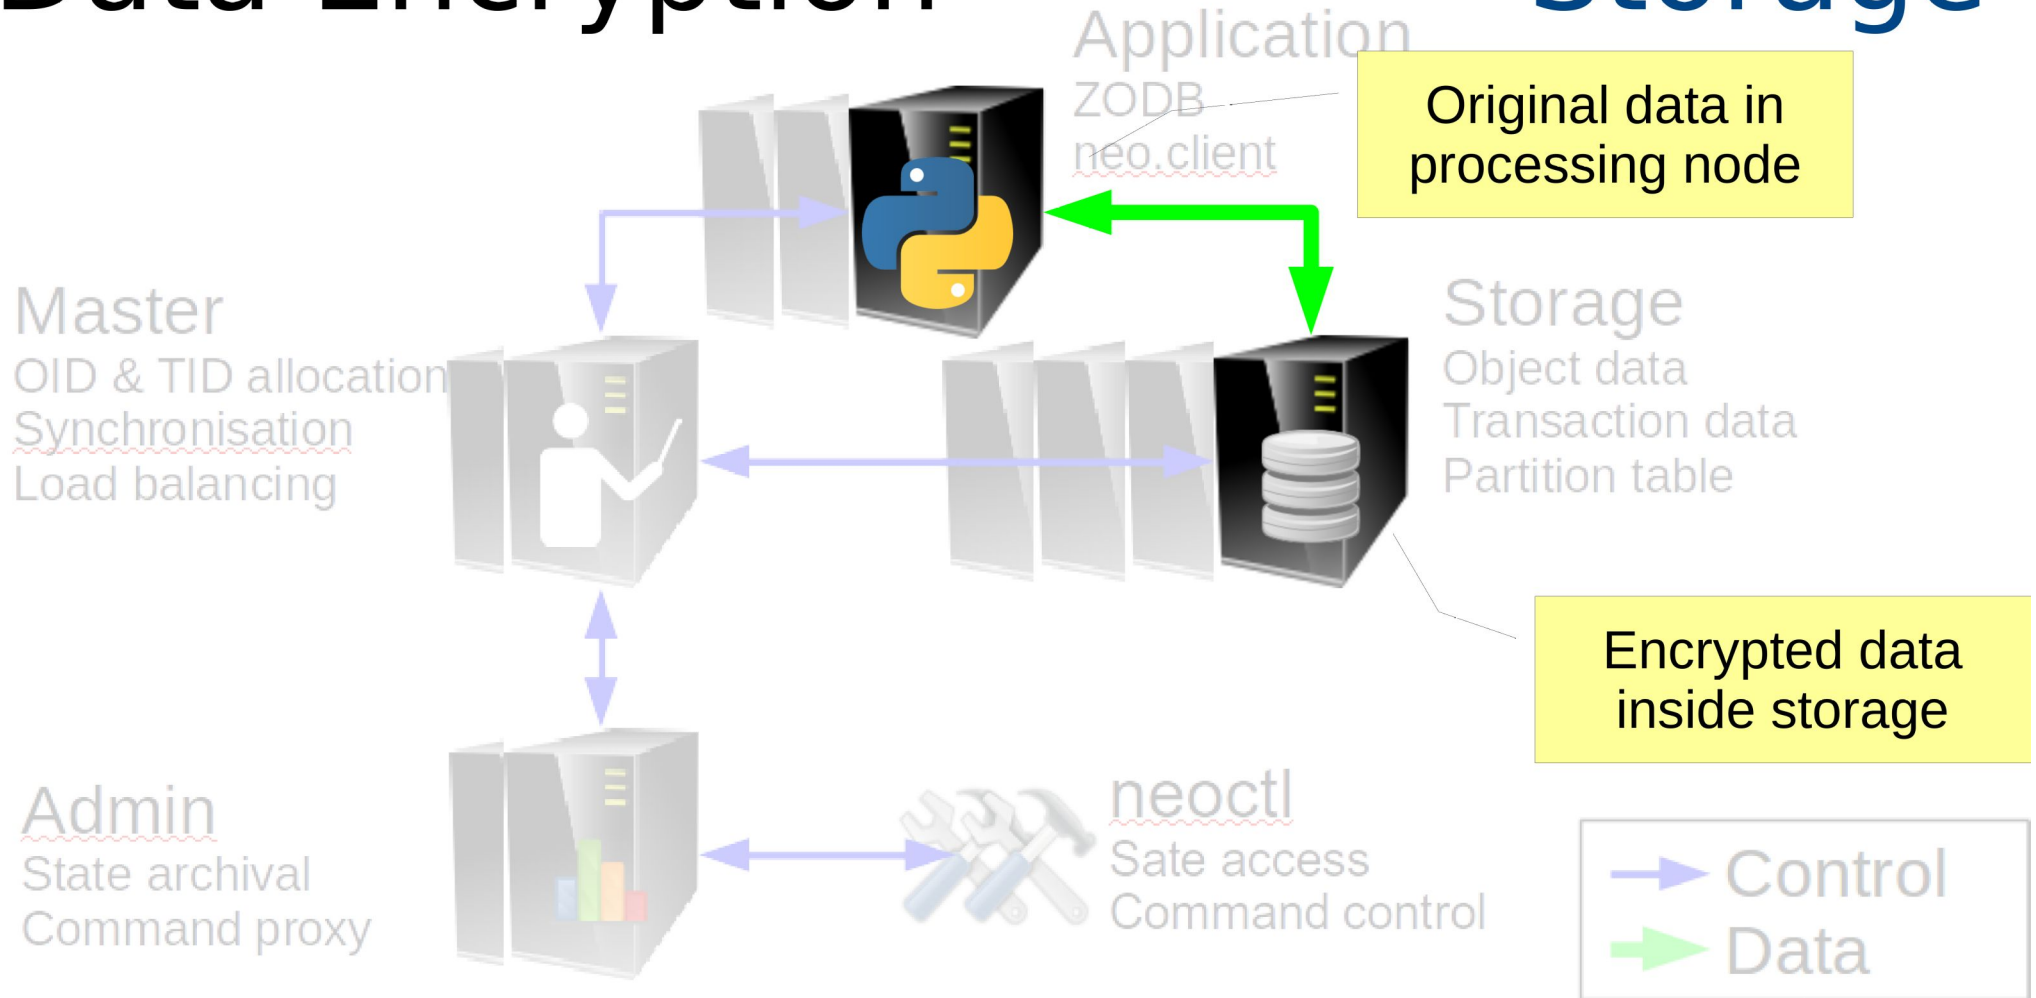 Data Encryption
Storage
Application
ZODB
neo.client
Original data in
processing node
Master
OID & TID allocation
Synchronisation
Load balancing
Storage
Object data
Transaction data
Partition table
Encrypted data
inside storage
Admin
State archival
Command proxy
neoctl
Sate access
Command control
Control
Data